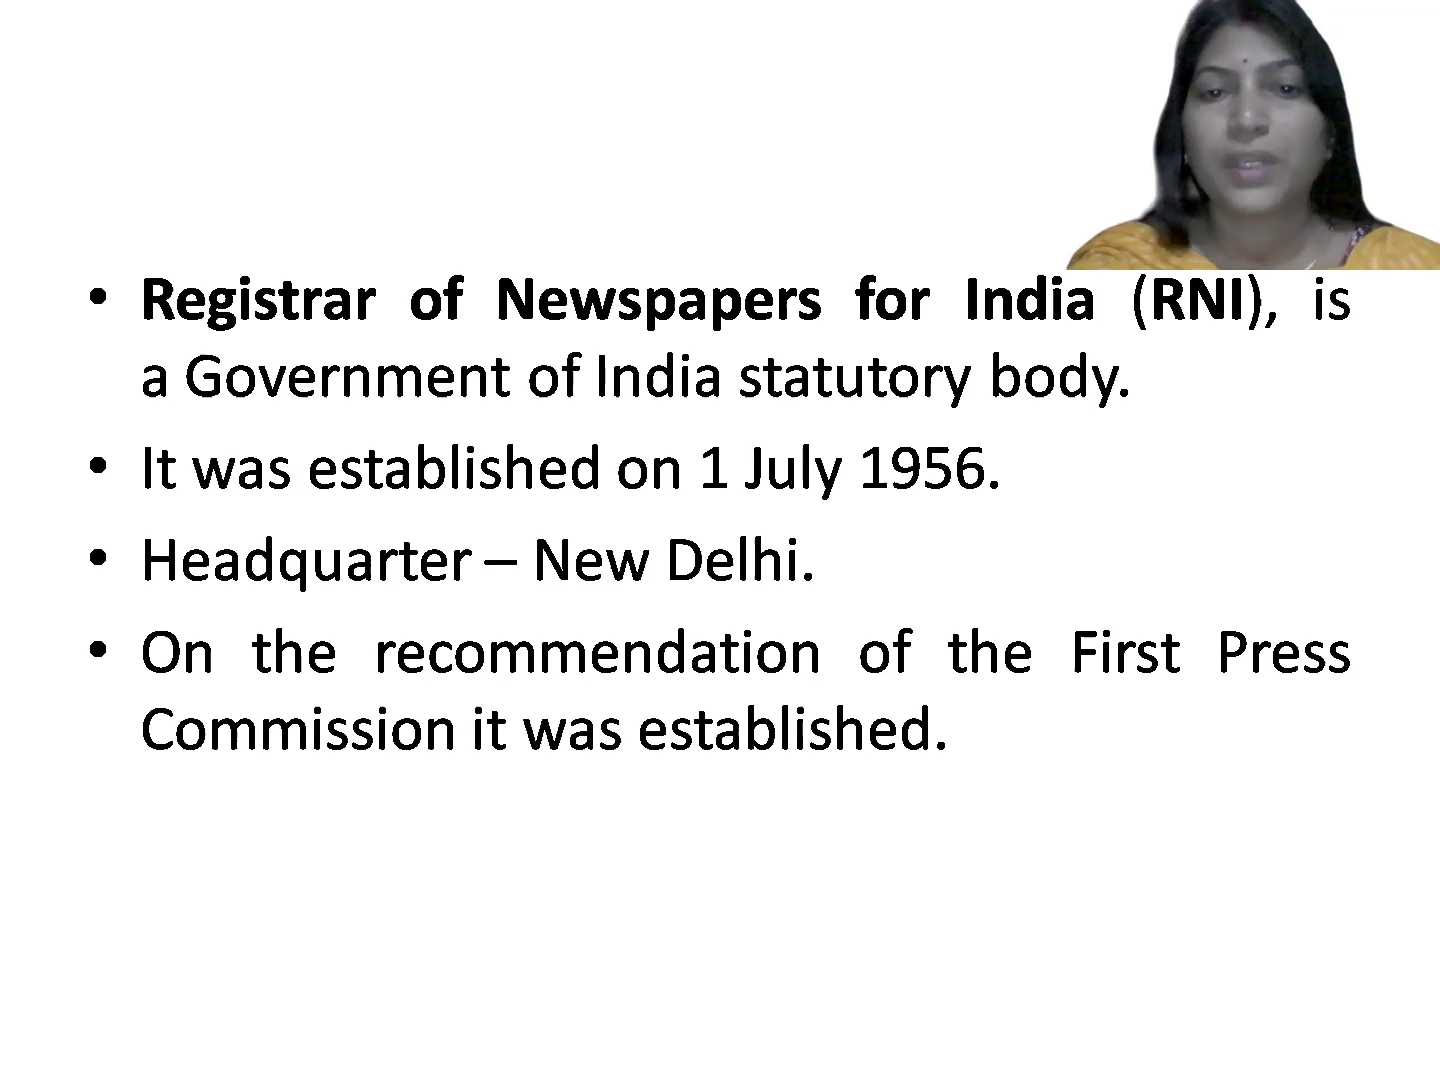 • Registrar of Newspapers for India (RNI), is
a Government of India statutory body.
• It was established on 1 July 1956.
• Headquarter – New Delhi.
• On the recommendation of the First Press
Commission it was established.